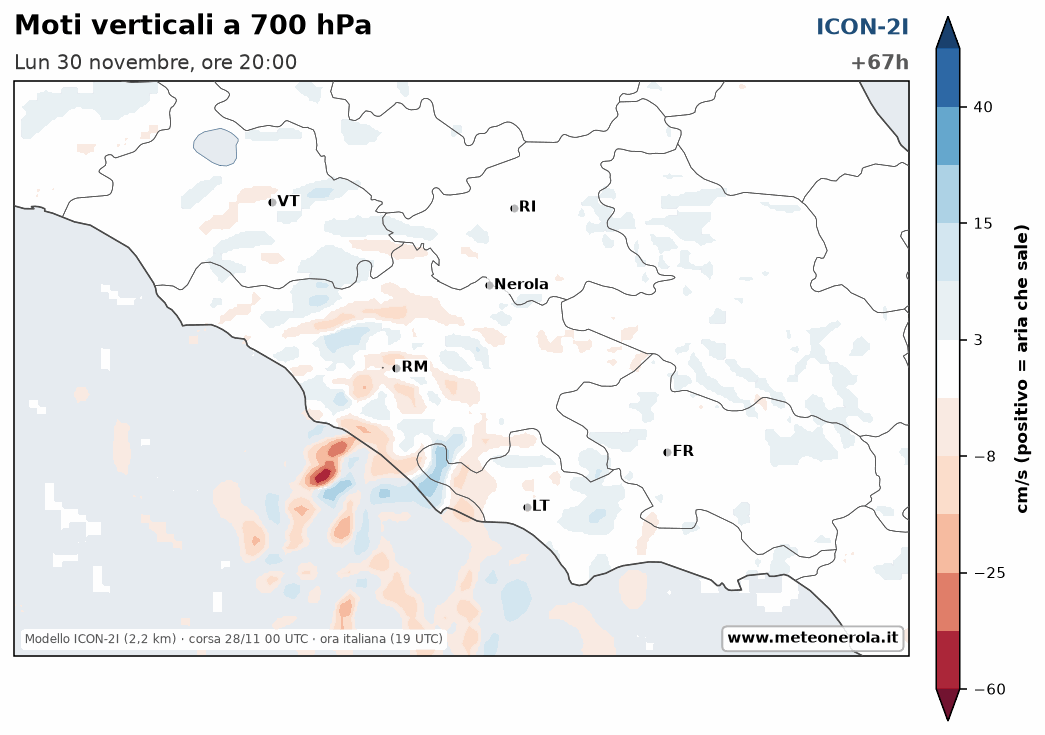 Moti verticali a 700 hPa
ICON-2I
Lun 30 novembre, ore 20:00
+67h
40
15
3
−8
−25
−60
cm/s (positivo = aria che sale)
VT
RI
Nerola
RM
FR
LT
Modello ICON-2I (2,2 km) · corsa 28/11 00 UTC · ora italiana (19 UTC)
www.meteonerola.it